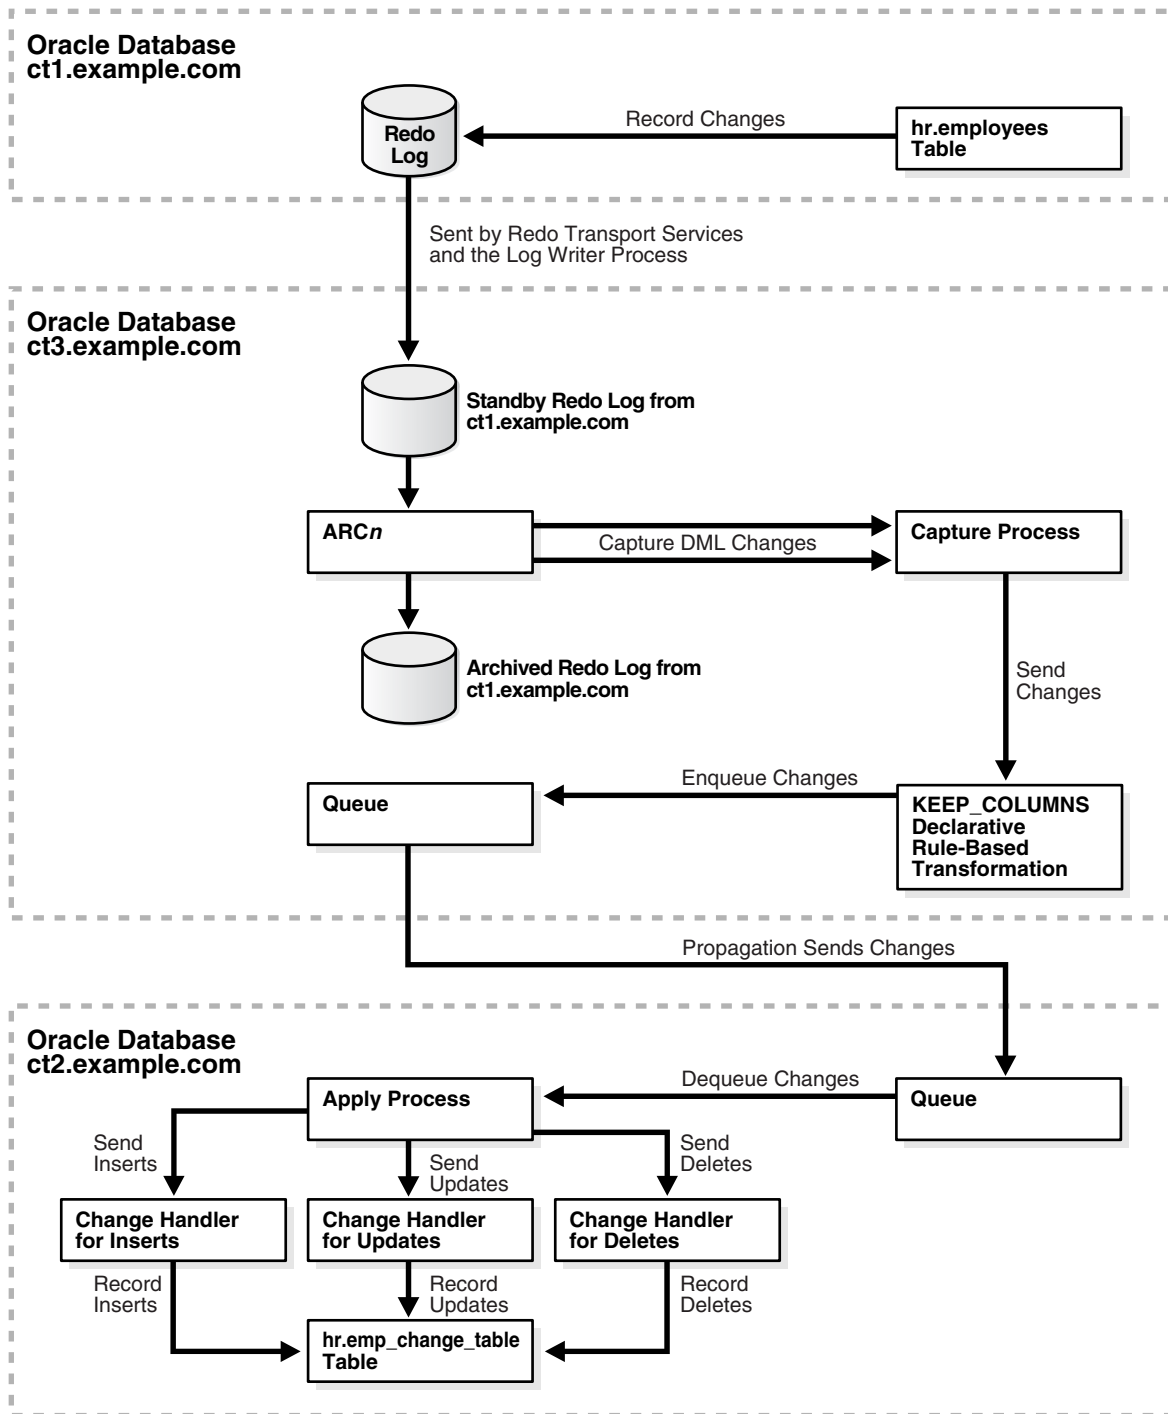 Oracle Database
ct1.example.com
Redo
Log
Record Changes
hr.employees
Table
Sent by Redo Transport Services
and the Log Writer Process
Oracle Database
ct3.example.com
Standby Redo Log from
ct1.example.com
ARCn
Capture DML Changes
Capture Process
Archived Redo Log from
ct1.example.com
Send
Changes
Enqueue Changes
Queue
KEEP_COLUMNS
Declarative
Rule-Based
Transformation
Propagation Sends Changes
Oracle Database
ct2.example.com
Dequeue Changes
Apply Process
Queue
Send
Inserts
Send
Updates
Send
Deletes
Change Handler
for Inserts
Change Handler
for Updates
Change Handler
for Deletes
Record
Inserts
Record
Updates
Record
Deletes
hr.emp_change_table
Table